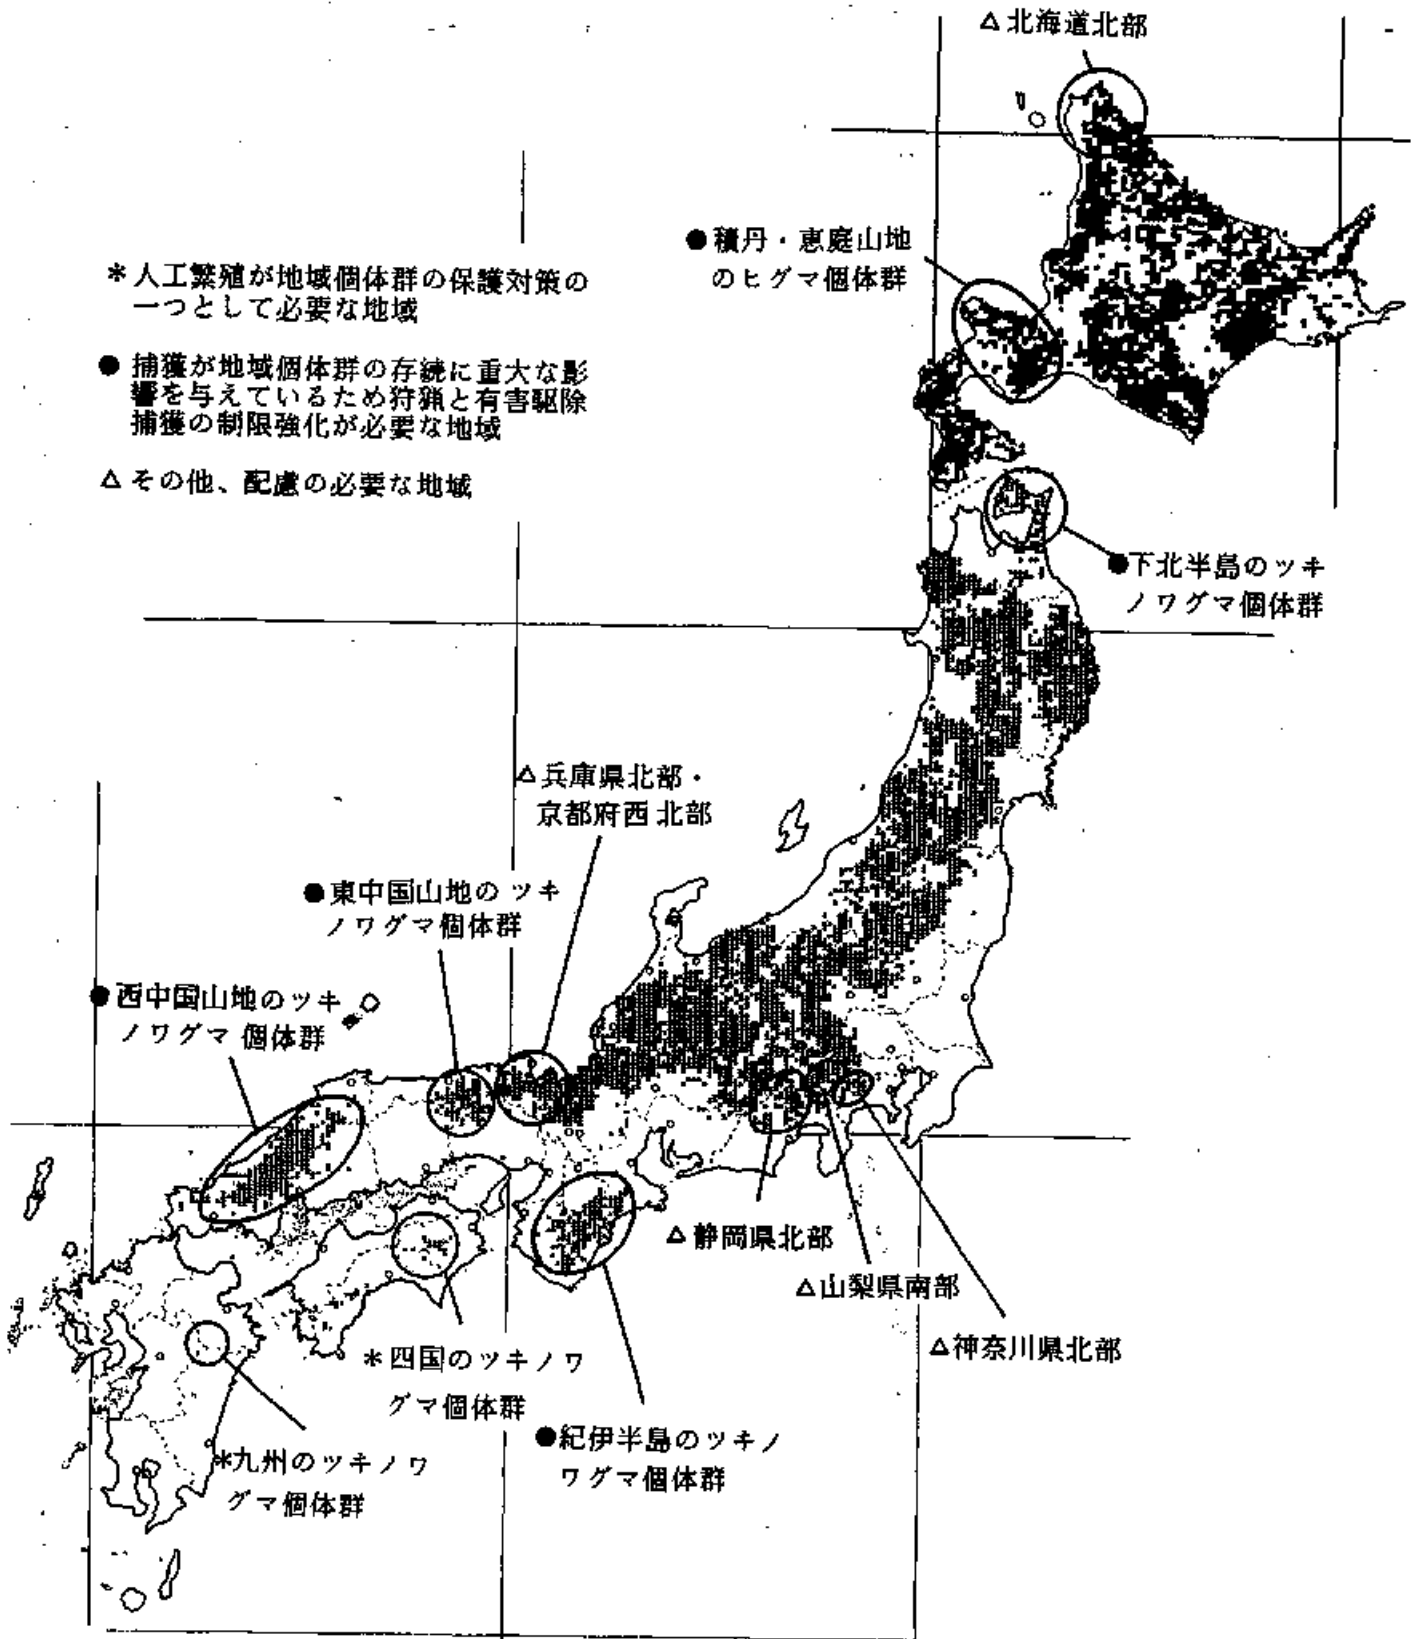 △北海道北部
●積丹・恵庭山地
のヒグマ個体群
*人工繁殖が地域個体群の保護対策の
一つとして必要な地域
●捕獲が地域個体群の存続に重大な影
響を与えているため狩猟と有害駆除
捕獲の制限強化が必要な地域
△その他、配慮の必要な地域
●下北半島のツキ
ノワグマ個体群
△兵庫県北部・
京都府西北部
●東中国山地のツキ
ノワグマ個体群
●西中国山地のツキ
ノワグマ個体群
△静岡県北部
△山梨県南部
△神奈川県北部
*四国のツキノワ
グマ個体群
●紀伊半島のツキノ
ワグマ個体群
*九州のツキノワ
グマ個体群